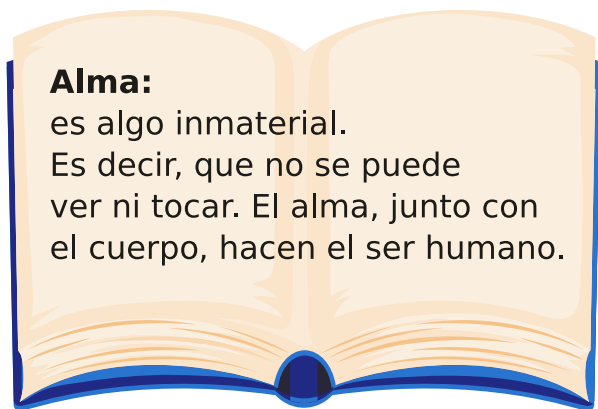 Alma:
es algo inmaterial.
Es decir, que no se puede
ver ni tocar. El alma, junto con
el cuerpo, hacen el ser humano.